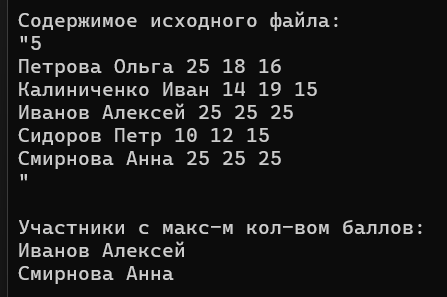 Содержимое исходного файла:
"5
Петрова Ольга 25 18 16
Калиниченко Иван 14 19 15
Иванов Алексей 25 25 25
Сидоров Петр 10 12 15
Смирнова Анна 25 25 25
"
Участники с макс-м кол-вом баллов:
Иванов Алексей
Смирнова Анна